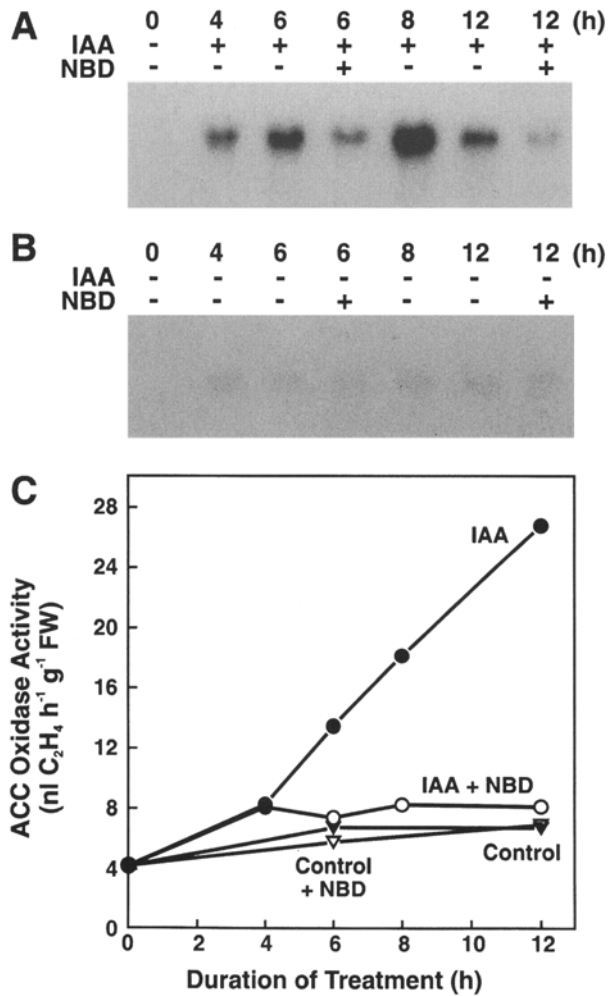 A
0 4 6 6 8 12 12 (h)
IAA - + + + + + +
NBD - - - + - - +
B
0 4 6 6 8 12 12 (h)
IAA - - - - - - -
NBD - - - + - - +
C
28
24
20
16
12
8
4
0
ACC Oxidase Activity
(nl C₂H₄ h⁻¹ g⁻¹ FW)
IAA
IAA + NBD
Control
+ NBD
Control
0 2 4 6 8 10 12
Duration of Treatment (h)